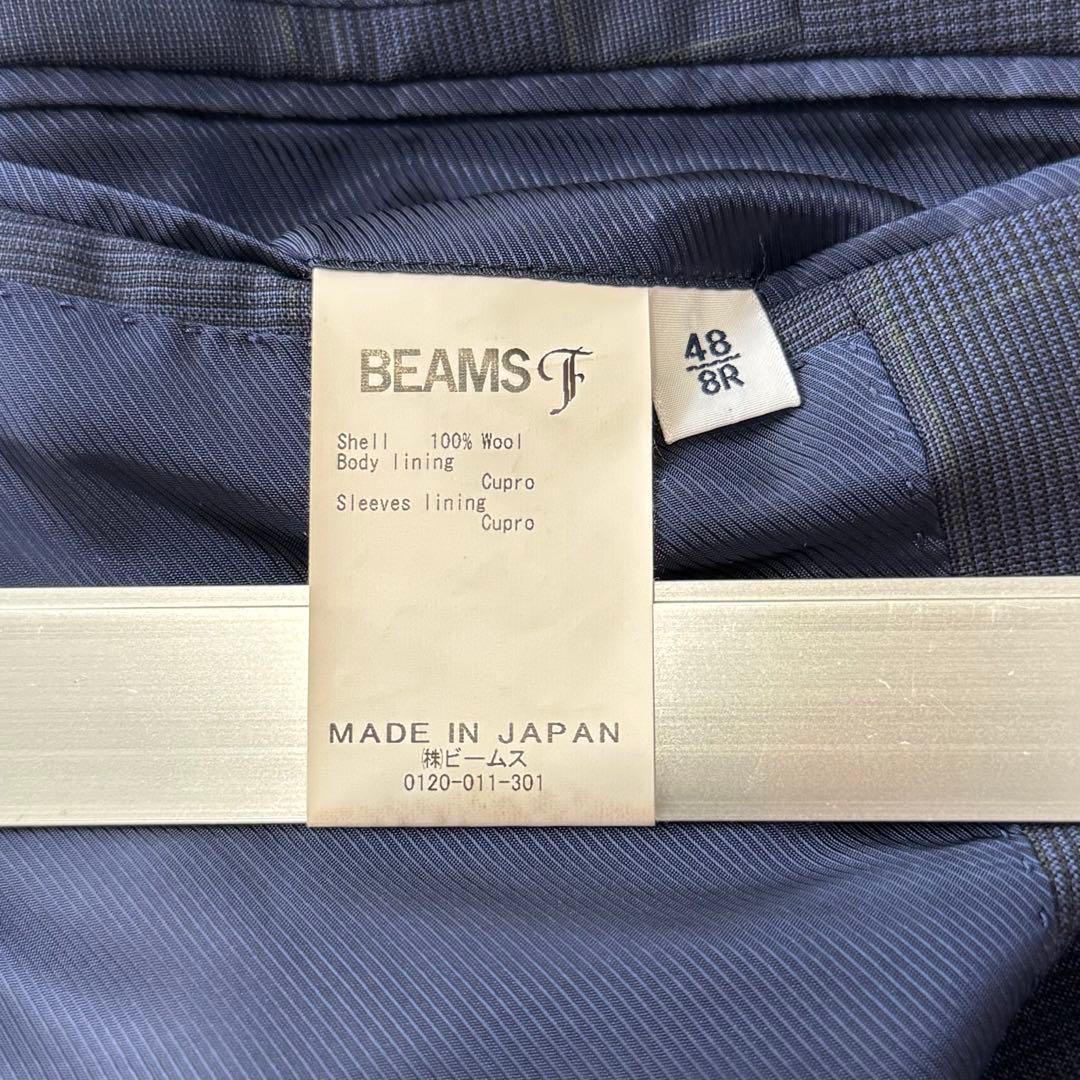 BEAMS F
48
8R
Shell 100% Wool
Body lining
Cupro
Sleeves lining
Cupro
MADE IN JAPAN
㈱ビームス
0120-011-301